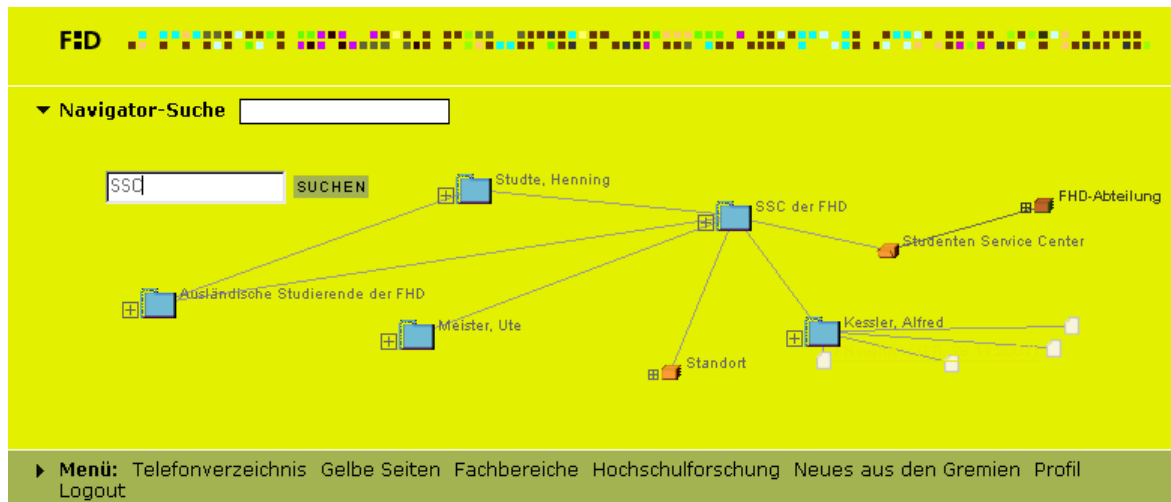 F:D
Navigator-Suche
SSC
SUCHEN
Studte, Henning
SSC der FHD
FHD-Abteilung
Studenten Service Center
Ausländische Studierende der FHD
Meister, Ute
Kessler, Alfred
Standort
Menü: Telefonverzeichnis Gelbe Seiten Fachbereiche Hochschulforschung Neues aus den Gremien Profil
Logout